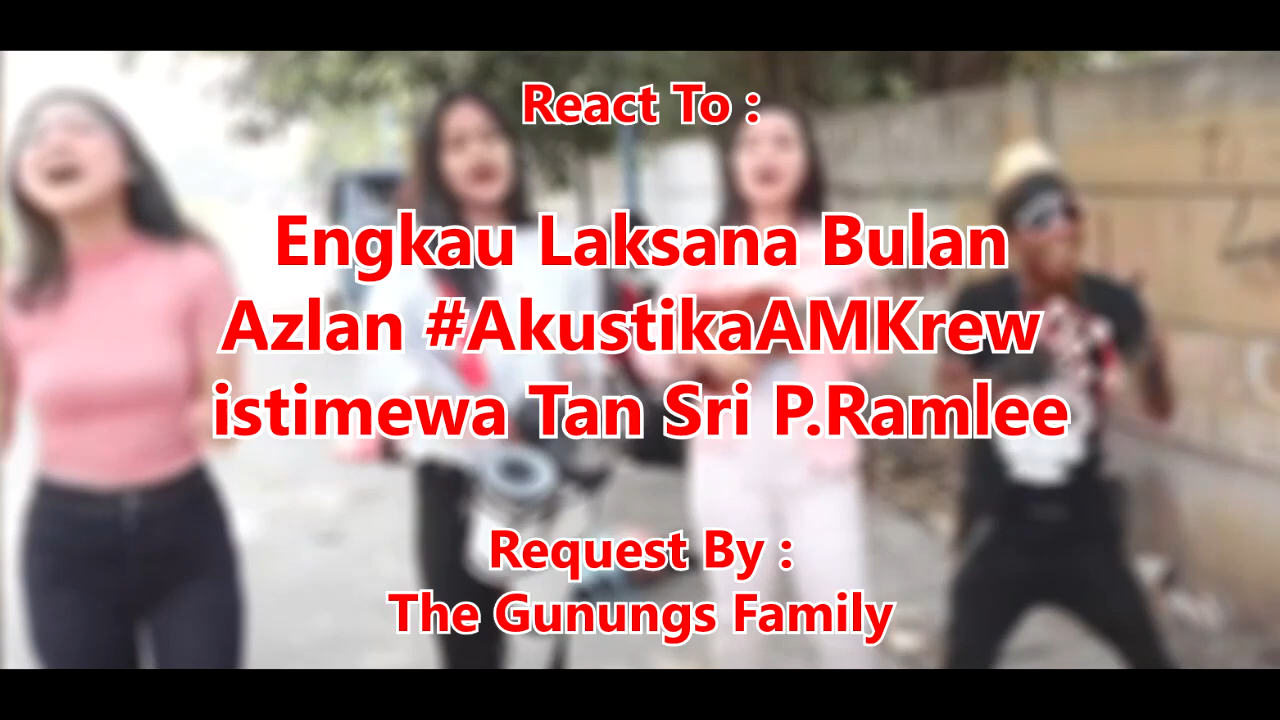 React To :
Engkau Laksana Bulan
Azlan #AkustikaAMKrew
istimewa Tan Sri P.Ramlee
Request By :
The Gunungs Family